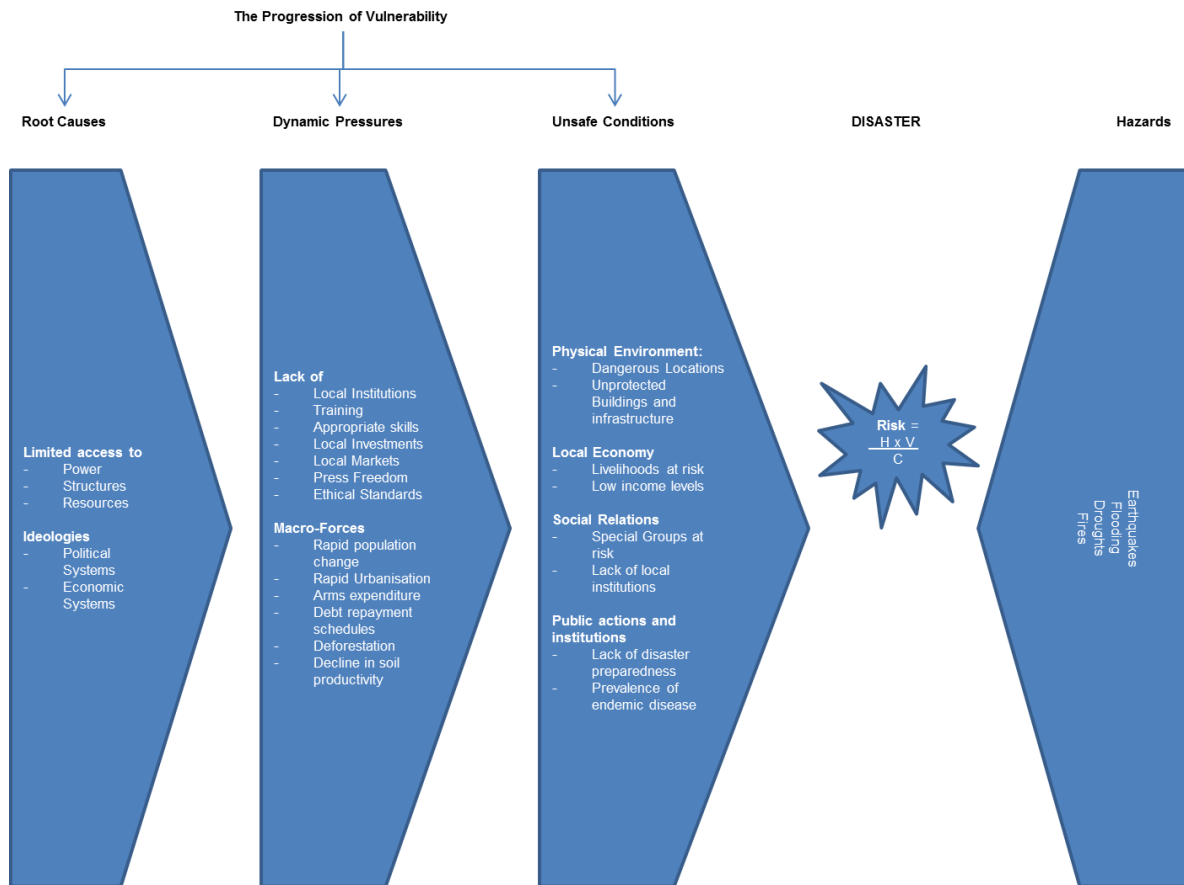 The Progression of Vulnerability
Root Causes
Dynamic Pressures
Unsafe Conditions
DISASTER
Hazards
Limited access to
- Power
- Structures
- Resources
Ideologies
- Political
Systems
- Economic
Systems
Lack of
- Local Institutions
- Training
- Appropriate skills
- Local Investments
- Local Markets
- Press Freedom
- Ethical Standards
Macro-Forces
- Rapid population
change
- Rapid Urbanisation
- Arms expenditure
- Debt repayment
schedules
- Deforestation
- Decline in soil
productivity
Physical Environment:
- Dangerous Locations
- Unprotected
Buildings and
infrastructure
Local Economy
- Livelihoods at risk
- Low income levels
Social Relations
- Special Groups at
risk
- Lack of local
institutions
Public actions and
institutions
- Lack of disaster
preparedness
- Prevalence of
endemic disease
Risk =
H x V
C
Earthquakes
Flooding
Droughts
Fires